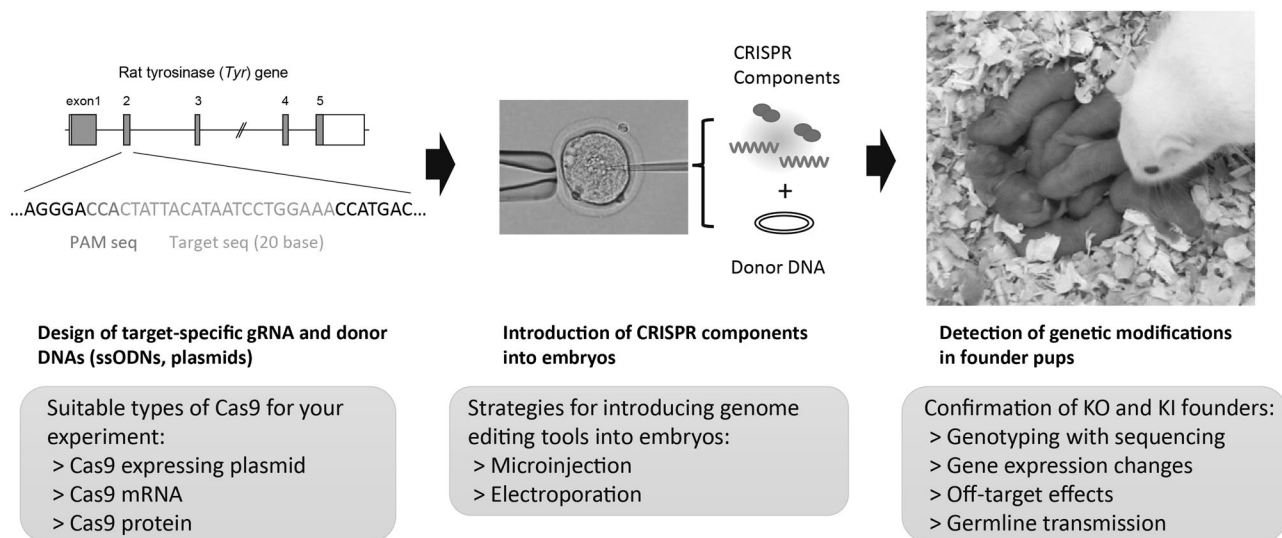 Rat tyrosinase (Tyr) gene
exon1 2 3 4 5
...AGGGACCACTATTACATAATCCTGGAAACCATGAC...
PAM seq Target seq (20 base)
CRISPR
Components
+
Donor DNA
Design of target-specific gRNA and donor
DNAs (ssODNs, plasmids)
Introduction of CRISPR components
into embryos
Detection of genetic modifications
in founder pups
Suitable types of Cas9 for your
experiment:
> Cas9 expressing plasmid
> Cas9 mRNA
> Cas9 protein
Strategies for introducing genome
editing tools into embryos:
> Microinjection
> Electroporation
Confirmation of KO and KI founders:
> Genotyping with sequencing
> Gene expression changes
> Off-target effects
> Germline transmission